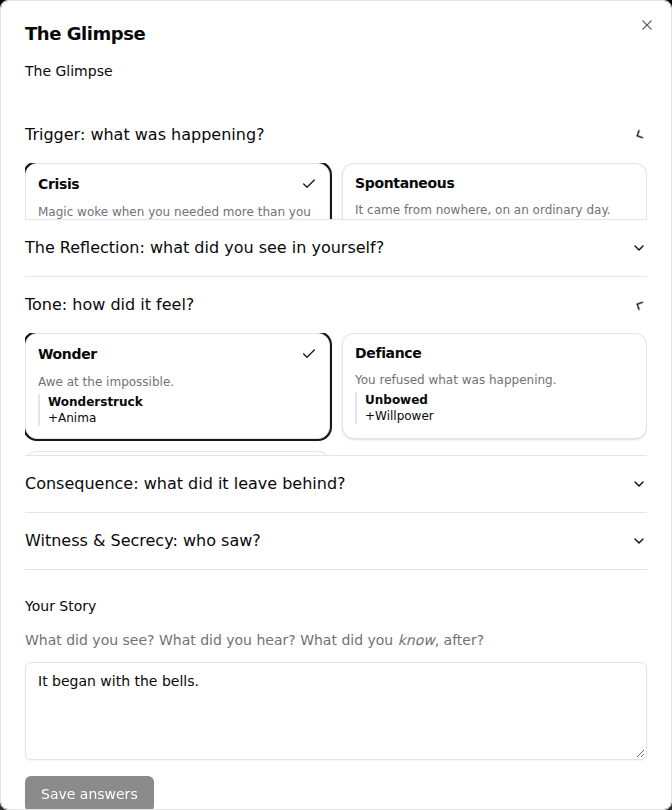 The Glimpse
The Glimpse
Trigger: what was happening?
Crisis
Magic woke when you needed more than you
Spontaneous
It came from nowhere, on an ordinary day.
The Reflection: what did you see in yourself?
Tone: how did it feel?
Wonder
Awe at the impossible.
Wonderstruck
+Anima
Defiance
You refused what was happening.
Unbowed
+Willpower
Consequence: what did it leave behind?
Witness & Secrecy: who saw?
Your Story
What did you see? What did you hear? What did you know, after?
It began with the bells.
Save answers